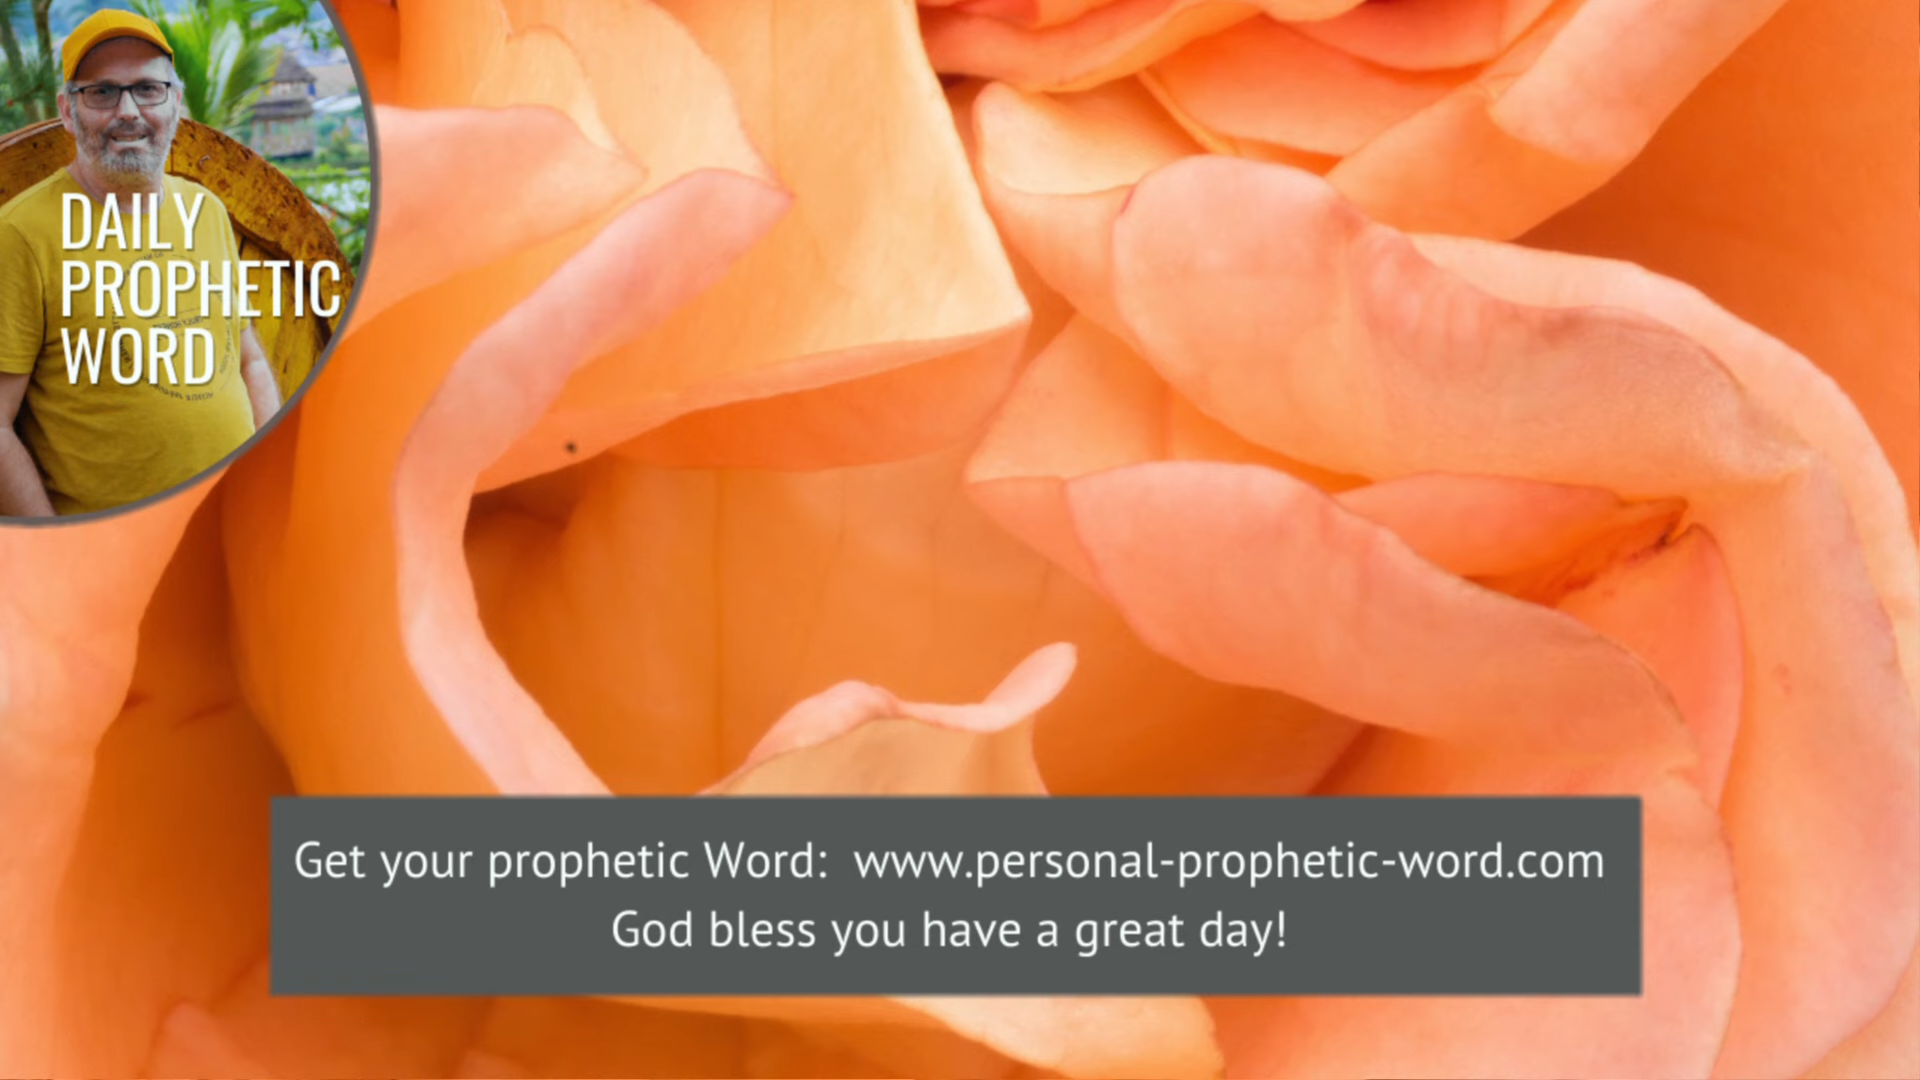 DAILY
PROPHETIC
WORD
Get your prophetic Word:  www.personal-prophetic-word.com
God bless you have a great day!